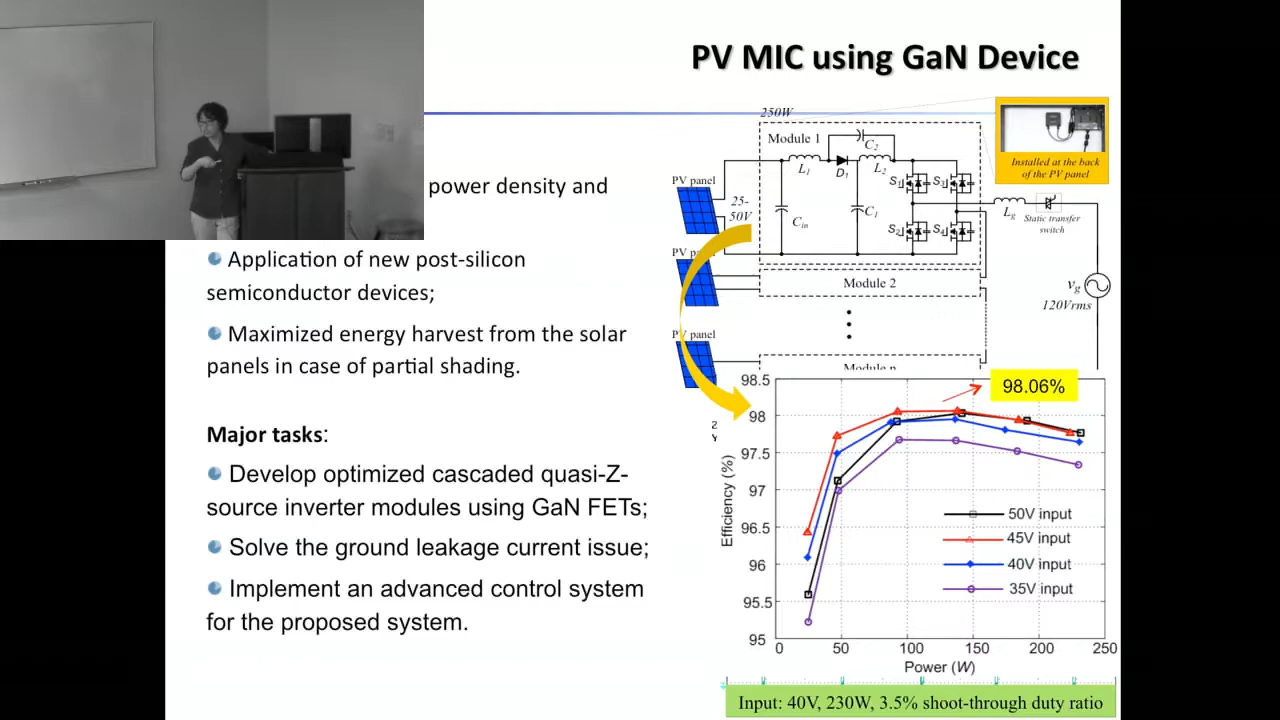 PV MIC using GaN Device
power density and
Application of new post-silicon
semiconductor devices;
Maximized energy harvest from the solar
panels in case of partial shading.
Major tasks:
Develop optimized cascaded quasi-Z-
source inverter modules using GaN FETs;
Solve the ground leakage current issue;
Implement an advanced control system
for the proposed system.
250W
Module 1
C2
L1
D1
L2
S1
S3
PV panel
25-
50V
Cin
C1
S2
S4
Installed at the back
of the PV panel
Lg
Static transfer
switch
PV panel
Module 2
vg
120Vrms
PV panel
Module n
98.06%
98.5
98
97.5
97
96.5
96
95.5
95
Efficiency (%)
50V input
45V input
40V input
35V input
0 50 100 150 200 250
Power (W)
Input: 40V, 230W, 3.5% shoot-through duty ratio